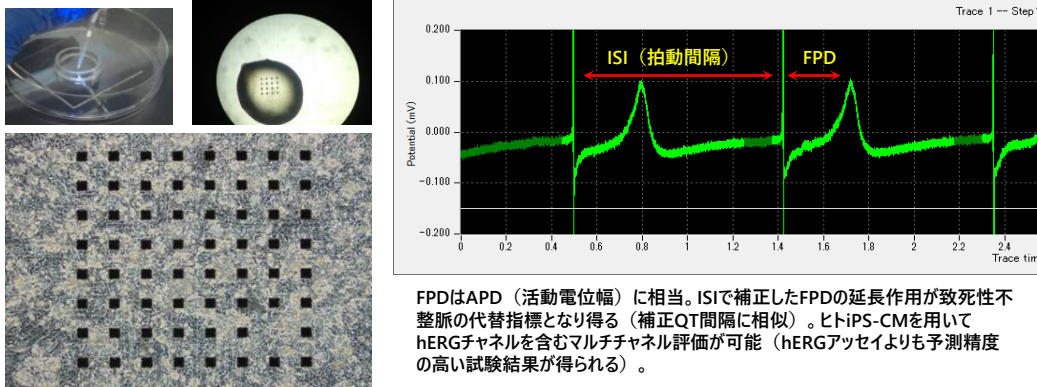 Trace 1 -- Step
0.200
ISI（拍動間隔）
FPD
0.100
Potential (mV)
0.000
-0.100
-0.200
0 0.2 0.4 0.6 0.8 1 1.2 1.4 1.6 1.8 2 2.2 2.4
Trace tim
FPDはAPD（活動電位幅）に相当。ISIで補正したFPDの延長作用が致死性不
整脈の代替指標となり得る（補正QT間隔に相似）。ヒトiPS-CMを用いて
hERGチャネルを含むマルチチャネル評価が可能（hERGアッセイよりも予測精度
の高い試験結果が得られる）。